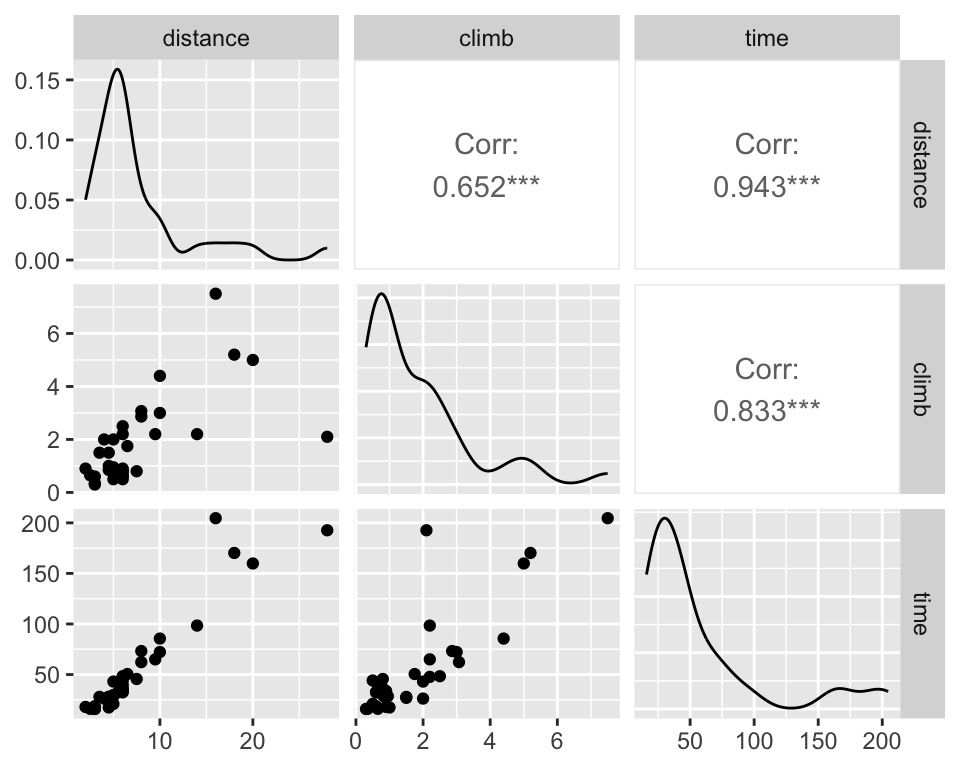 distance climb time
0.15
0.10
0.05
0.00
Corr:
0.652***
Corr:
0.943***
distance
6
4
2
0
Corr:
0.833***
climb
200
150
100
50
time
10 20
0 2 4 6
50 100 150 200